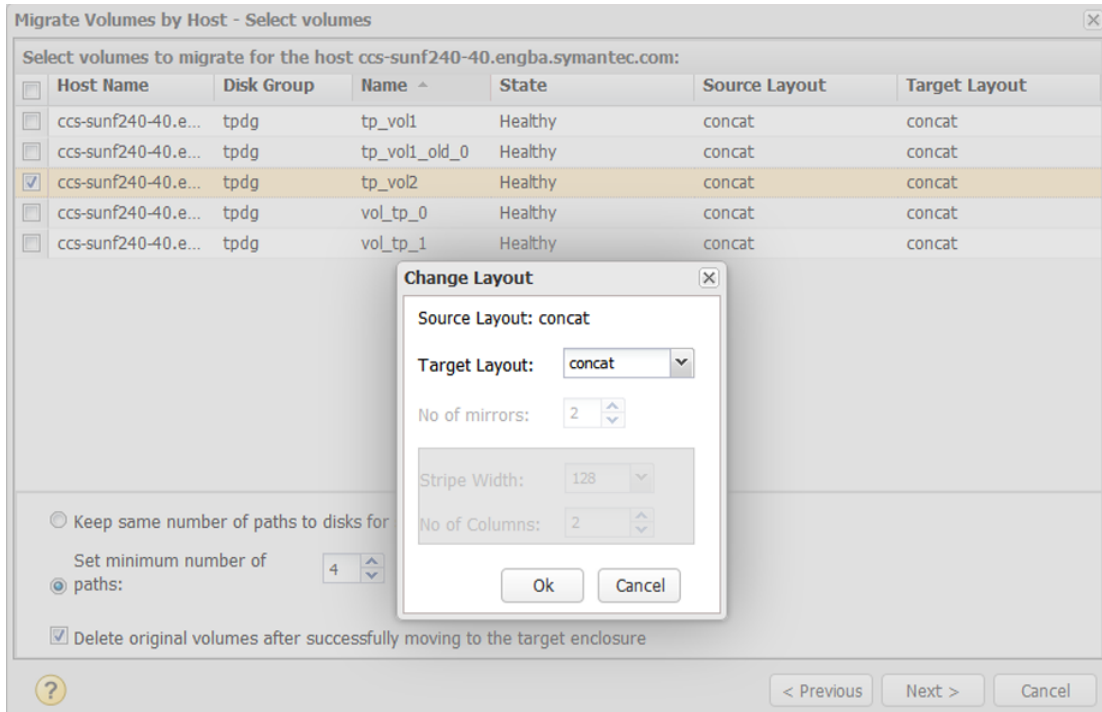 Migrate Volumes by Host - Select volumes
Select volumes to migrate for the host ccs-sunf240-40.engba.symantec.com:
Host Name Disk Group Name State Source Layout Target Layout
ccs-sunf240-40.e... tpdg tp_vol1 Healthy concat concat
ccs-sunf240-40.e... tpdg tp_vol1_old_0 Healthy concat concat
ccs-sunf240-40.e... tpdg tp_vol2 Healthy concat concat
ccs-sunf240-40.e... tpdg vol_tp_0 Healthy concat concat
ccs-sunf240-40.e... tpdg vol_tp_1 Healthy concat concat
Change Layout
Source Layout: concat
Target Layout: concat
No of mirrors: 2
Stripe Width: 128
No of Columns: 2
Ok Cancel
Keep same number of paths to disks for
Set minimum number of
paths: 4
Delete original volumes after successfully moving to the target enclosure
? < Previous Next > Cancel